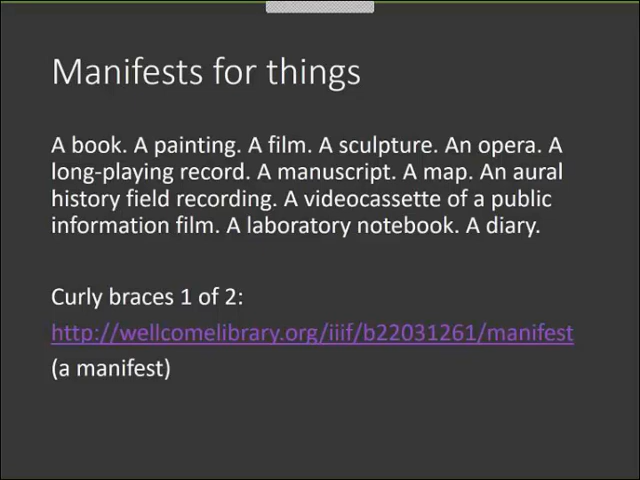 Manifests for things
A book. A painting. A film. A sculpture. An opera. A
long-playing record. A manuscript. A map. An aural
history field recording. A videocassette of a public
information film. A laboratory notebook. A diary.
Curly braces 1 of 2:
http://wellcomelibrary.org/iiif/b22031261/manifest
(a manifest)